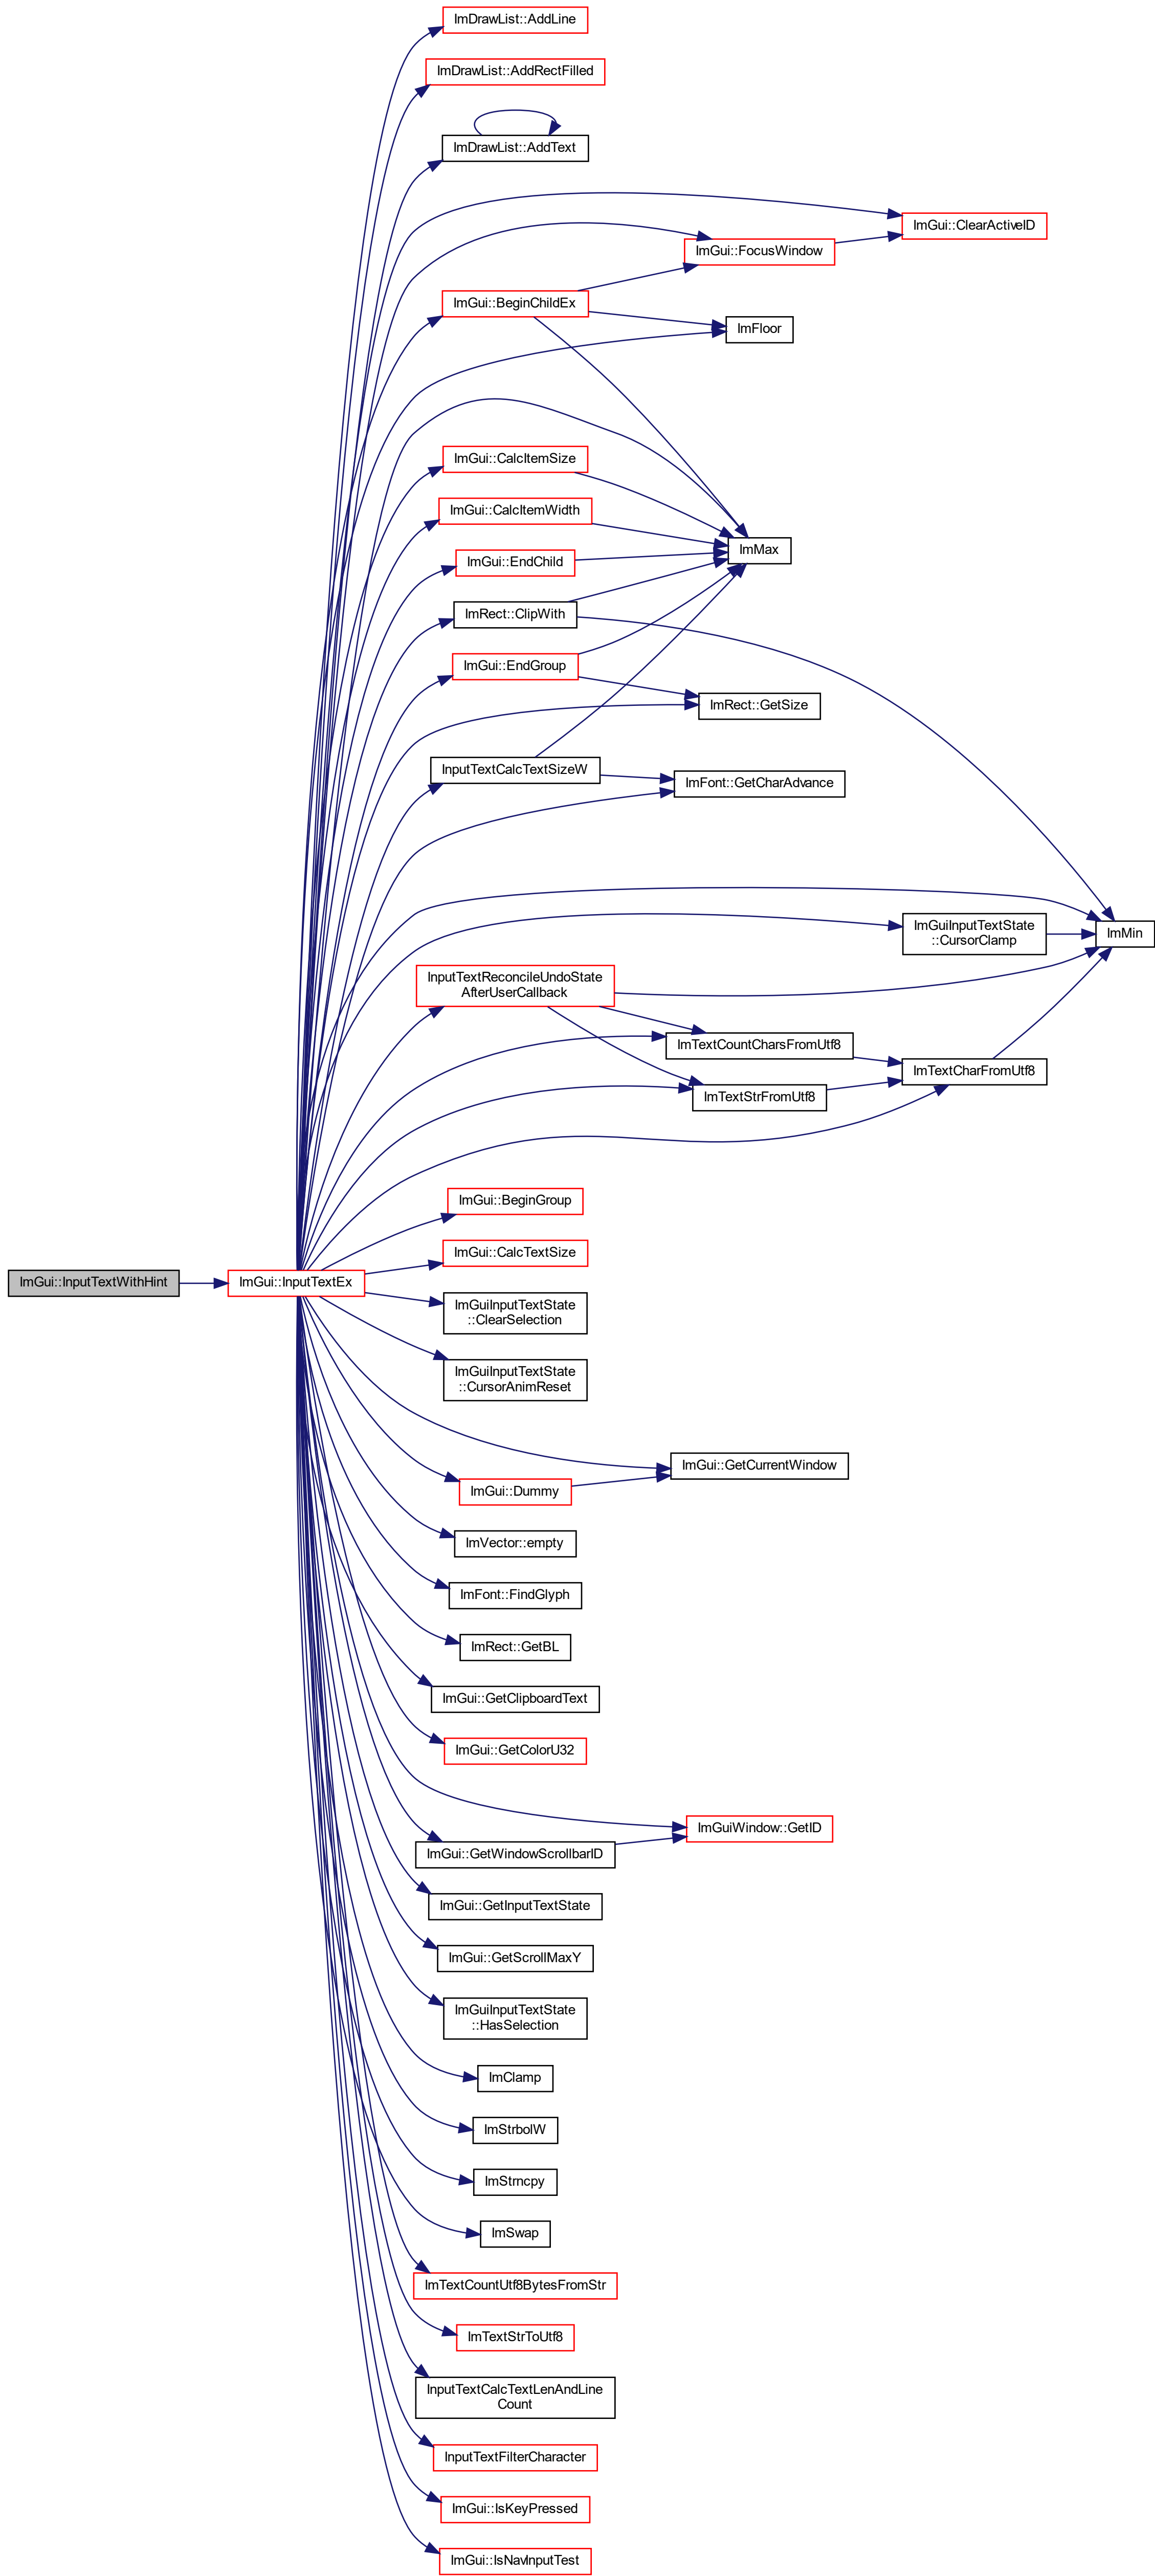 ImDrawList::AddLine
ImDrawList::AddRectFilled
ImDrawList::AddText
ImGui::ClearActiveID
ImGui::FocusWindow
ImGui::BeginChildEx
ImFloor
ImGui::CalcItemSize
ImGui::CalcItemWidth
ImMax
ImGui::EndChild
ImRect::ClipWith
ImGui::EndGroup
ImRect::GetSize
InputTextCalcTextSizeW
ImFont::GetCharAdvance
ImGuiInputTextState
::CursorClamp
ImMin
InputTextReconcileUndoState
AfterUserCallback
ImTextCountCharsFromUtf8
ImTextCharFromUtf8
ImTextStrFromUtf8
ImGui::BeginGroup
ImGui::CalcTextSize
ImGui::InputTextWithHint
ImGui::InputTextEx
ImGuiInputTextState
::ClearSelection
ImGuiInputTextState
::CursorAnimReset
ImGui::GetCurrentWindow
ImGui::Dummy
ImVector::empty
ImFont::FindGlyph
ImRect::GetBL
ImGui::GetClipboardText
ImGui::GetColorU32
ImGuiWindow::GetID
ImGui::GetWindowScrollbarID
ImGui::GetInputTextState
ImGui::GetScrollMaxY
ImGuiInputTextState
::HasSelection
ImClamp
ImStrbolW
ImStrncpy
ImSwap
ImTextCountUtf8BytesFromStr
ImTextStrToUtf8
InputTextCalcTextLenAndLine
Count
InputTextFilterCharacter
ImGui::IsKeyPressed
ImGui::IsNavInputTest